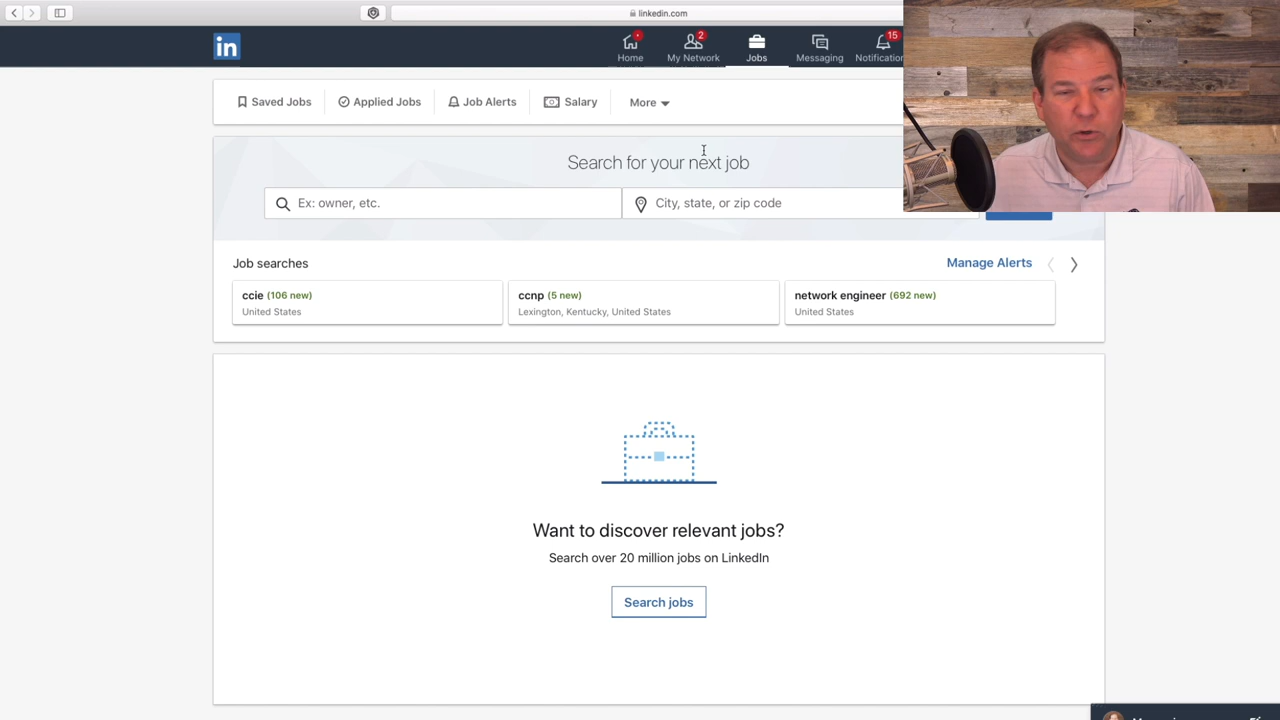 linkedin.com
in
2
15
Home
My Network
Jobs
Messaging
Saved Jobs
Applied Jobs
Job Alerts
Salary
More
Search for your next job
Ex: owner, etc.
City, state, or zip code
Job searches
Manage Alerts
ccie (106 new)
United States
ccnp (5 new)
Lexington, Kentucky, United States
network engineer (692 new)
United States
Want to discover relevant jobs?
Search over 20 million jobs on LinkedIn
Search jobs